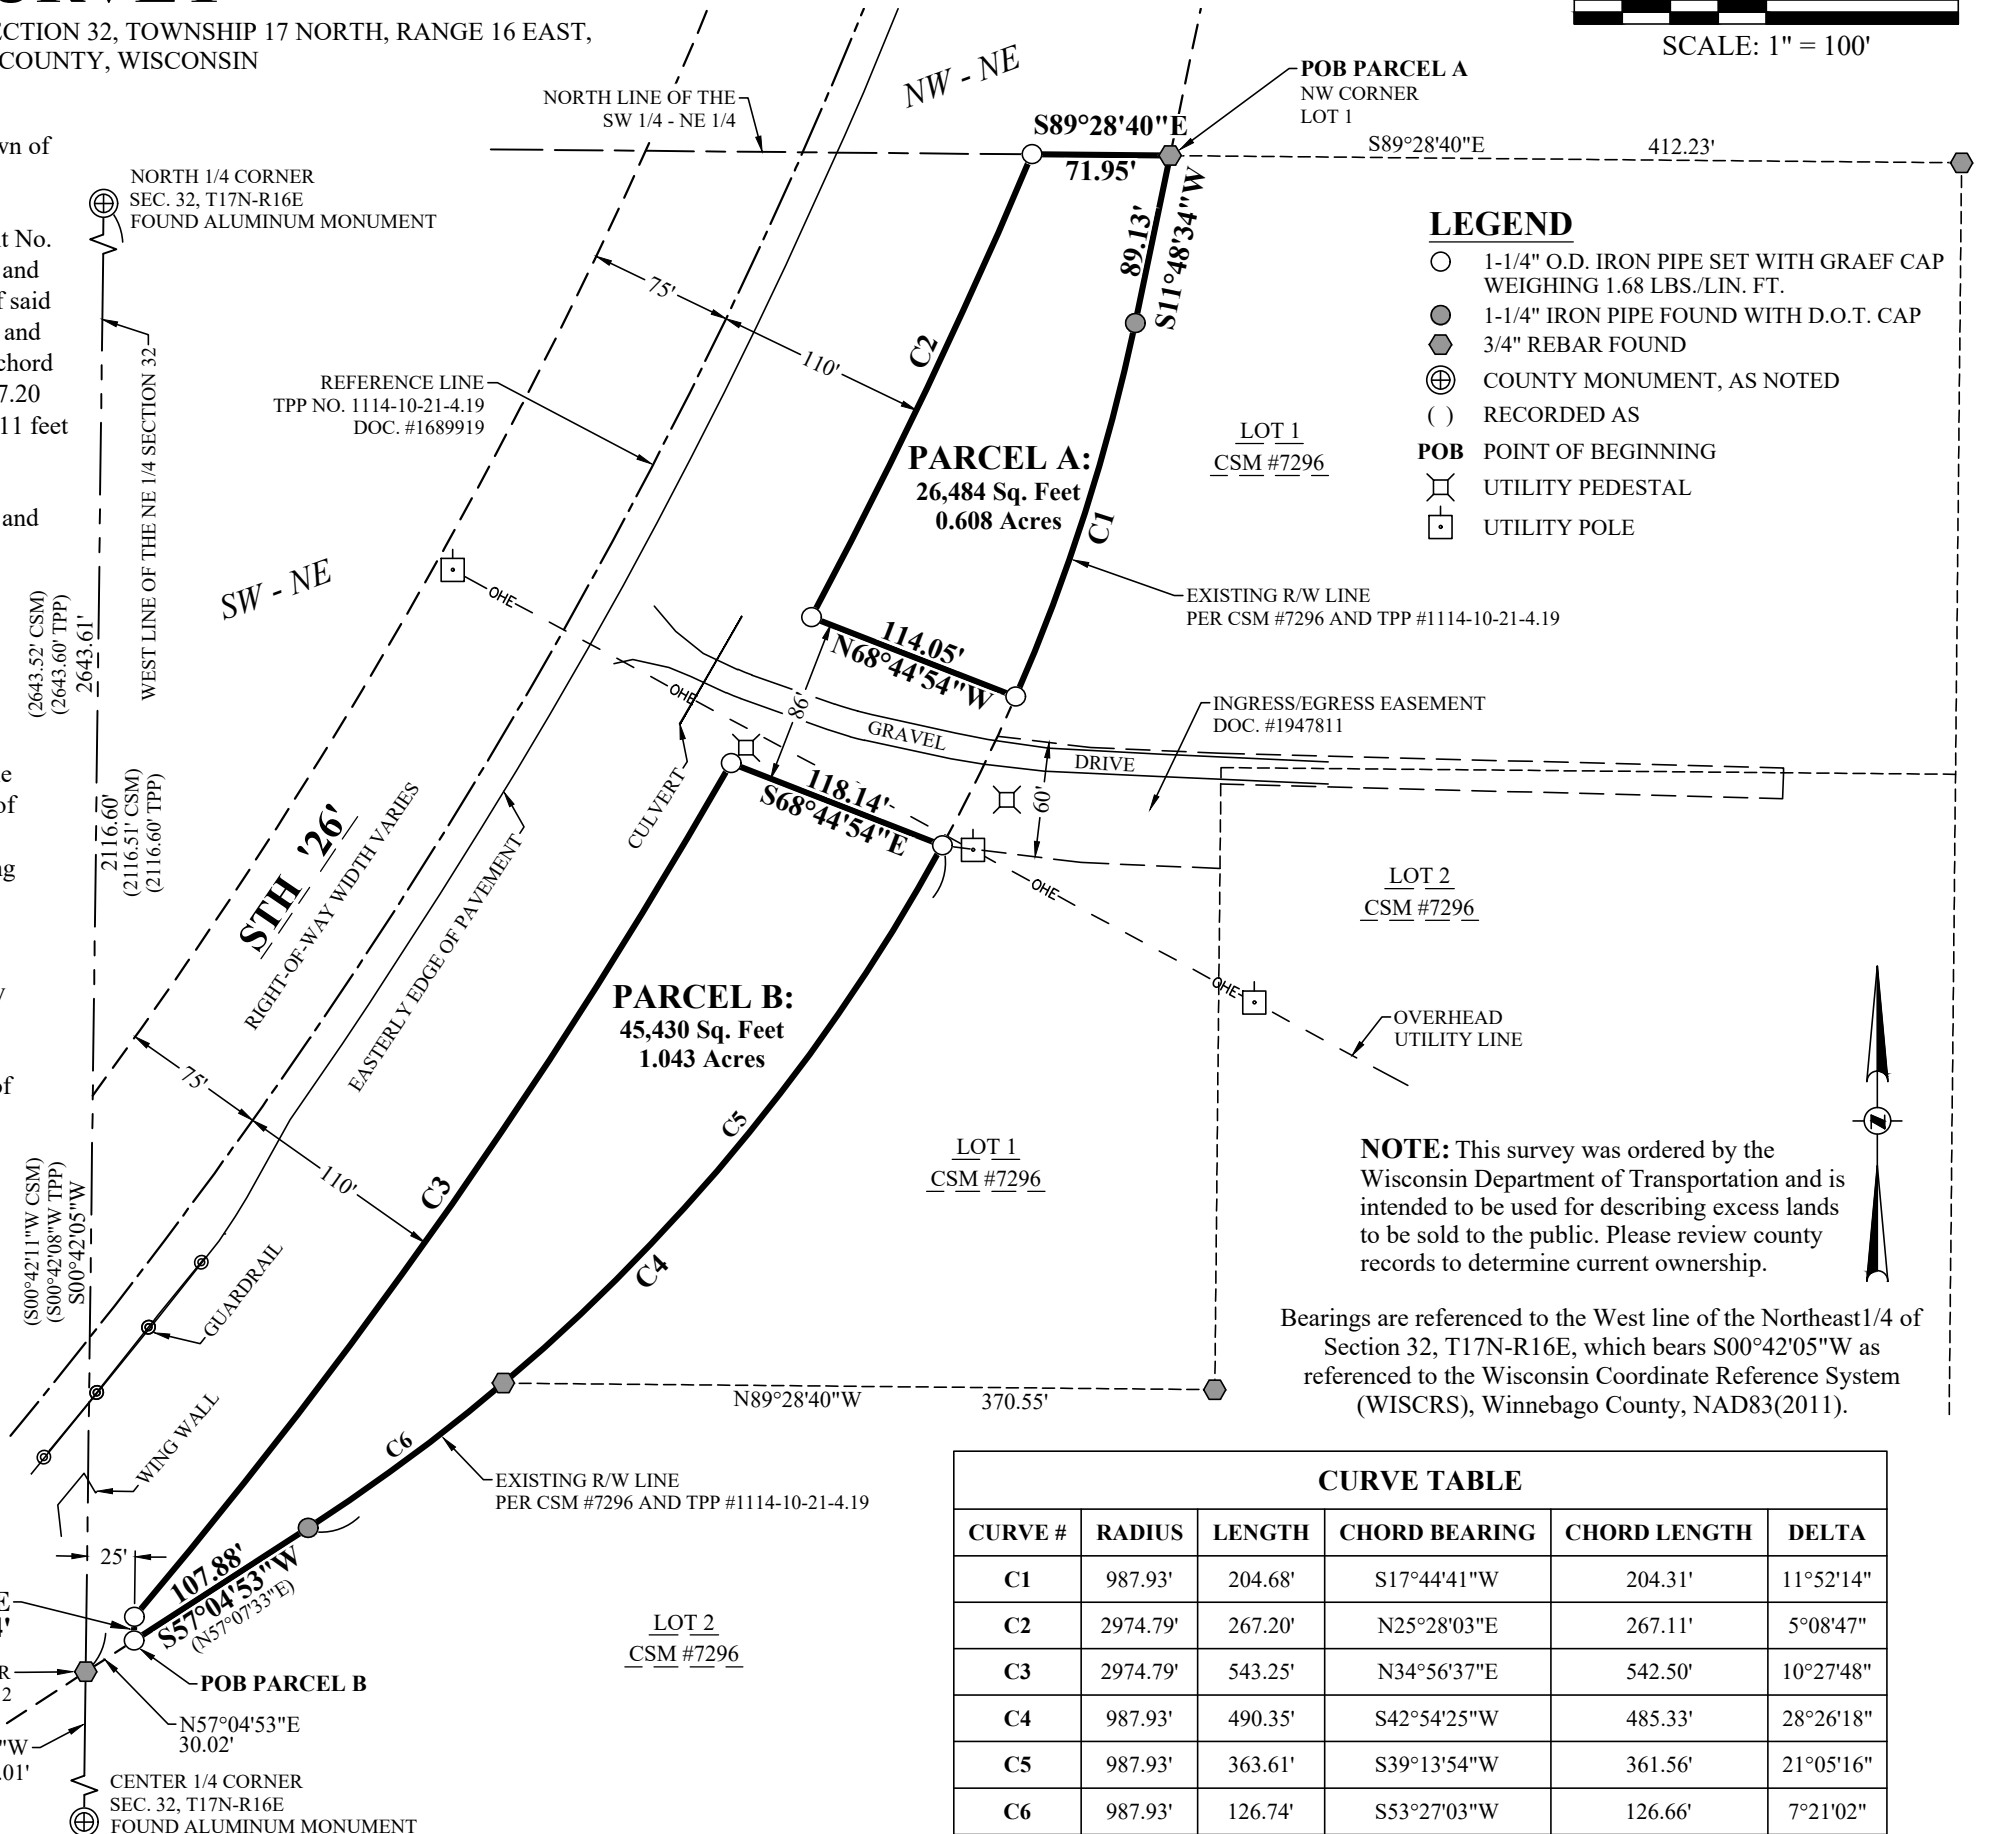 SECTION 32, TOWNSHIP 17 NORTH, RANGE 16 EAST,
COUNTY, WISCONSIN
SCALE: 1" = 100'
NW - NE
POB PARCEL A
NW CORNER
LOT 1
NORTH LINE OF THE
SW 1/4 - NE 1/4
S89°28'40"E
71.95'
S89°28'40"E
412.23'
of
NORTH 1/4 CORNER
SEC. 32, T17N-R16E
FOUND ALUMINUM MONUMENT
No.
and
said
and
chord
7.20
11 feet
and
89.13'
S11°48'34"W
LEGEND
1-1/4" O.D. IRON PIPE SET WITH GRAEF CAP
WEIGHING 1.68 LBS./LIN. FT.
1-1/4" IRON PIPE FOUND WITH D.O.T. CAP
3/4" REBAR FOUND
COUNTY MONUMENT, AS NOTED
( ) RECORDED AS
POB POINT OF BEGINNING
UTILITY PEDESTAL
UTILITY POLE
75'
110'
C2
REFERENCE LINE
TPP NO. 1114-10-21-4.19
DOC. #1689919
WEST LINE OF THE NE 1/4 SECTION 32
LOT 1
CSM #7296
PARCEL A:
26,484 Sq. Feet
0.608 Acres
C1
SW - NE
OHE
EXISTING R/W LINE
PER CSM #7296 AND TPP #1114-10-21-4.19
(2643.52' CSM)
(2643.60' TPP)
2643.61'
114.05'
N68°44'54"W
OHE
86'
INGRESS/EGRESS EASEMENT
DOC. #1947811
GRAVEL
DRIVE
60'
CULVERT
118.14'
S68°44'54"E
of
2116.60'
(2116.51' CSM)
(2116.60' TPP)
STH '26'
RIGHT-OF-WAY WIDTH VARIES
EASTERLY EDGE OF PAVEMENT
OHE
LOT 2
CSM #7296
OHE
OVERHEAD
UTILITY LINE
PARCEL B:
45,430 Sq. Feet
1.043 Acres
of
75'
110'
C3
C5
C4
LOT 1
CSM #7296
NOTE: This survey was ordered by the
Wisconsin Department of Transportation and is
intended to be used for describing excess lands
to be sold to the public. Please review county
records to determine current ownership.
N
(S00°42'11"W CSM)
(S00°42'08"W TPP)
S00°42'05"W
GUARDRAIL
Bearings are referenced to the West line of the Northeast1/4 of
Section 32, T17N-R16E, which bears S00°42'05"W as
referenced to the Wisconsin Coordinate Reference System
(WISCRS), Winnebago County, NAD83(2011).
N89°28'40"W
370.55'
WING WALL
C6
EXISTING R/W LINE
PER CSM #7296 AND TPP #1114-10-21-4.19
25'
107.88'
S57°04'53"W
(N57°07'33"E)
E
4'
R
2
POB PARCEL B
N57°04'53"E
30.02'
"W
.01'
LOT 2
CSM #7296
CENTER 1/4 CORNER
SEC. 32, T17N-R16E
FOUND ALUMINUM MONUMENT
CURVE TABLE
CURVE # RADIUS LENGTH CHORD BEARING CHORD LENGTH DELTA
C1 987.93' 204.68' S17°44'41"W 204.31' 11°52'14"
C2 2974.79' 267.20' N25°28'03"E 267.11' 5°08'47"
C3 2974.79' 543.25' N34°56'37"E 542.50' 10°27'48"
C4 987.93' 490.35' S42°54'25"W 485.33' 28°26'18"
C5 987.93' 363.61' S39°13'54"W 361.56' 21°05'16"
C6 987.93' 126.74' S53°27'03"W 126.66' 7°21'02"